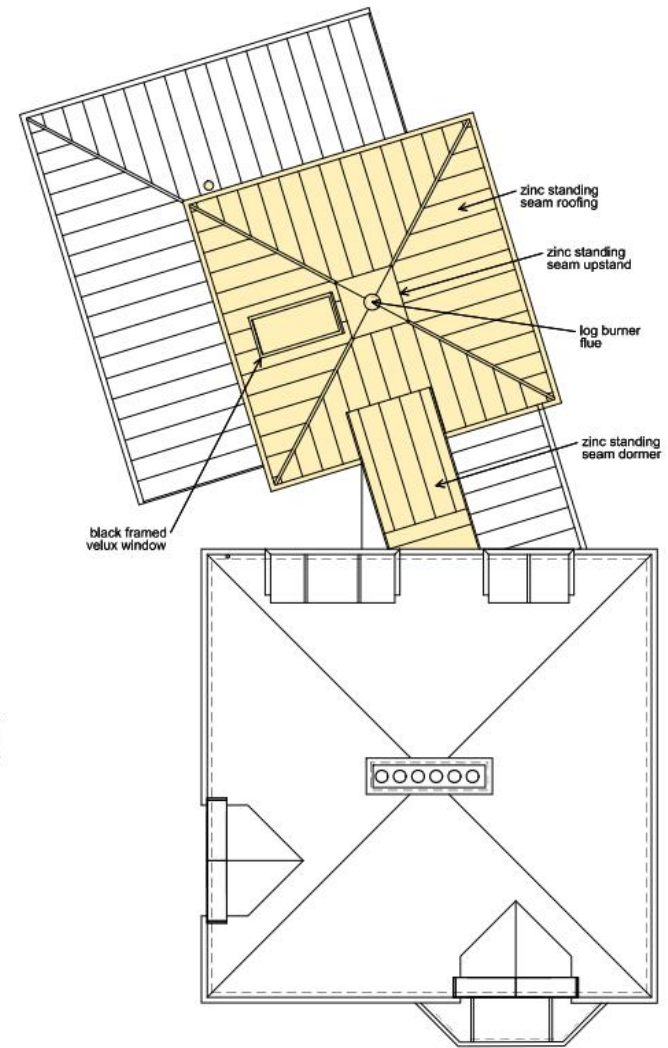 zinc standing
seam roofing
zinc standing
seam upstand
log burner
flue
zinc standing
seam dormer
black framed
velux window